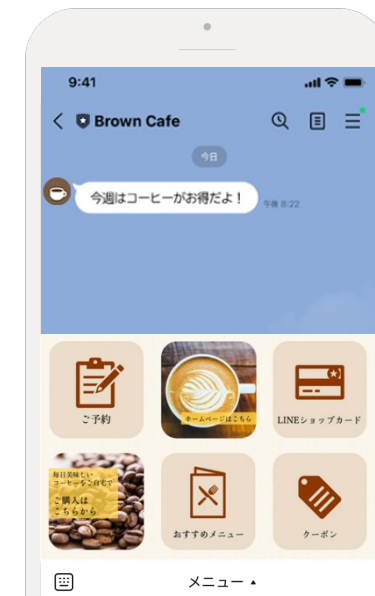 9:41
Brown Cafe
今日
今週はコーヒーがお得だよ！
午後 8:22
ご予約
ホームページはこちら
LINEショップカード
毎日美味しい
コーヒーをご自宅で
ご購入は
こちらから
おすすめメニュー
クーポン
メニュー ▴